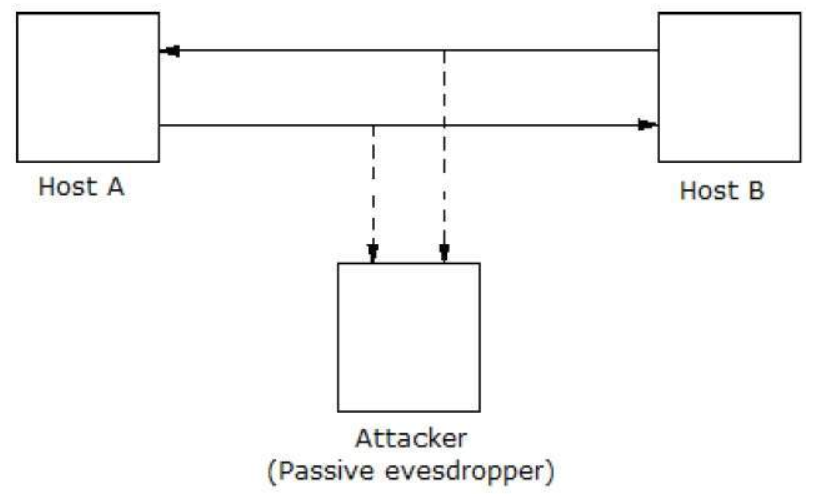 Host A
Host B
Attacker
(Passive evesdropper)